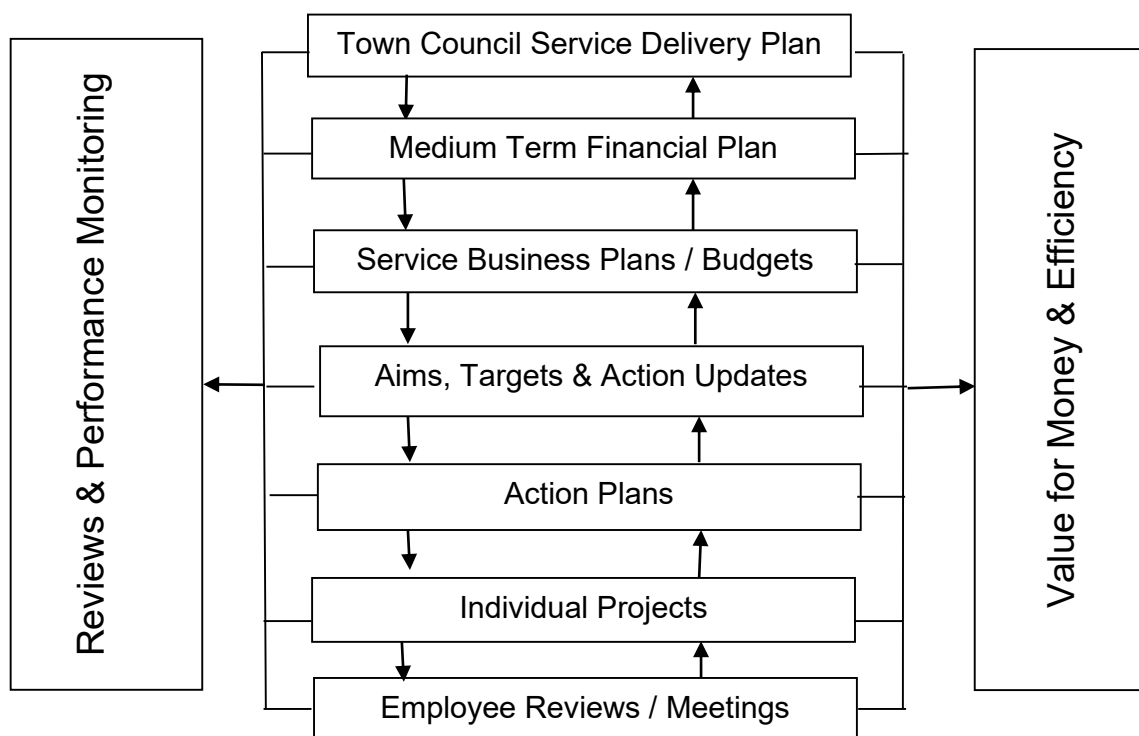 Town Council Service Delivery Plan
Reviews & Performance Monitoring
Medium Term Financial Plan
Service Business Plans / Budgets
Aims, Targets & Action Updates
Action Plans
Individual Projects
Employee Reviews / Meetings
Value for Money & Efficiency